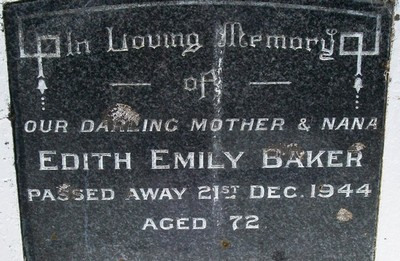 In Loving Memory
of
OUR DARLING MOTHER & NANA
EDITH EMILY BAKER
PASSED AWAY 21ST DEC. 1944
AGED 72